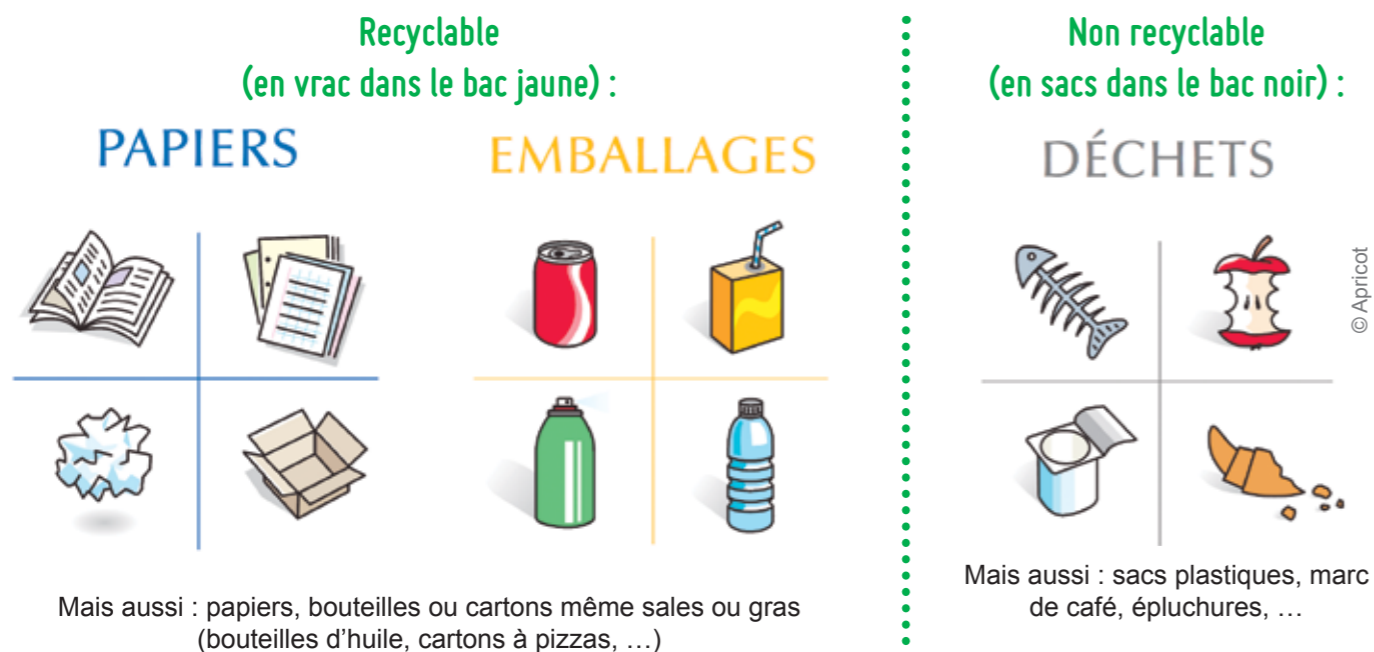 Recyclable
(en vrac dans le bac jaune) :
PAPIERS
EMBALLAGES
Mais aussi : papiers, bouteilles ou cartons même sales ou gras
(bouteilles d’huile, cartons à pizzas, …)
Non recyclable
(en sacs dans le bac noir) :
DÉCHETS
© Apricot
Mais aussi : sacs plastiques, marc
de café, épluchures, …